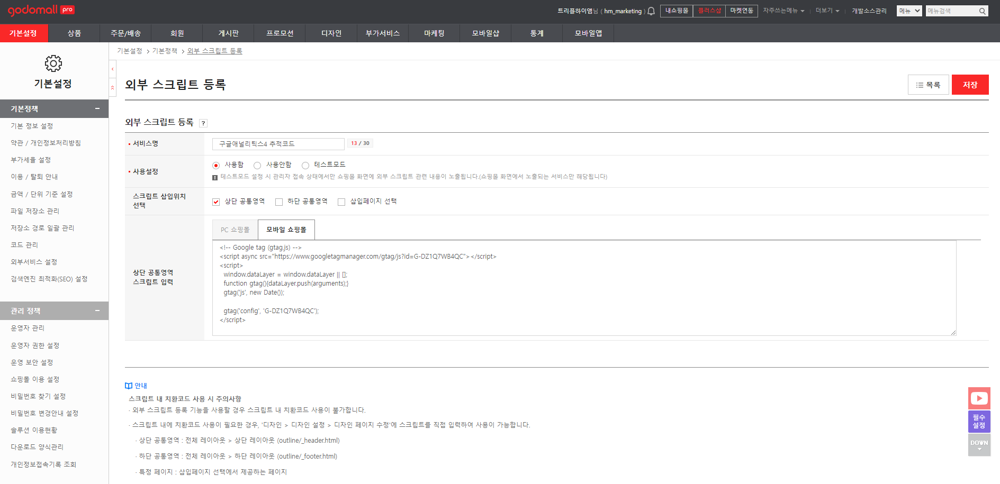 godomall pro
트리플하이엠님 ( hm_marketing )
내쇼핑몰
플러스샵
마켓연동
자주쓰는메뉴
더보기
개발소스관리
메뉴
메뉴검색
기본설정
상품
주문/배송
회원
게시판
프로모션
디자인
부가서비스
마케팅
모바일샵
통계
모바일앱
기본설정 > 기본정책 > 외부 스크립트 등록
기본설정
외부 스크립트 등록
목록
저장
기본정책
기본 정보 설정
약관 / 개인정보처리방침
부가세율 설정
이용 / 탈퇴 안내
금액 / 단위 기준 설정
파일 저장소 관리
저장소 경로 일괄 관리
코드 관리
외부서비스 설정
검색엔진 최적화(SEO) 설정
관리 정책
운영자 관리
운영자 권한 설정
운영 보안 설정
쇼핑몰 이용 설정
비밀번호 찾기 설정
비밀번호 변경안내 설정
솔루션 이용현황
다운로드 양식관리
개인정보접속기록 조회
외부 스크립트 등록 ?
서비스명
구글애널리틱스4 추적코드
13 / 30
사용설정
사용함
사용안함
테스트모드
테스트모드 설정 시 관리자 접속 상태에서만 쇼핑몰 화면에 외부 스크립트 관련 내용이 노출됩니다.(쇼핑몰 화면에서 노출되는 서비스만 해당됩니다)
스크립트 삽입위치
선택
상단 공통영역
하단 공통영역
삽입페이지 선택
상단 공통영역
스크립트 입력
PC 쇼핑몰
모바일 쇼핑몰
<!-- Google tag (gtag.js) -->
<script async src="https://www.googletagmanager.com/gtag/js?id=G-DZ1Q7WB4QC"></script>
<script>
window.dataLayer = window.dataLayer || [];
function gtag(){dataLayer.push(arguments);}
gtag('js', new Date());
gtag('config', 'G-DZ1Q7WB4QC');
</script>
안내
스크립트 내 치환코드 사용 시 주의사항
· 외부 스크립트 등록 기능을 사용할 경우 스크립트 내 치환코드 사용이 불가합니다.
· 스크립트 내에 치환코드 사용이 필요한 경우, '디자인 > 디자인 설정 > 디자인 페이지 수정'에 스크립트를 직접 입력하여 사용이 가능합니다.
· 상단 공통영역 : 전체 레이아웃 > 상단 레이아웃 (outline/_header.html)
· 하단 공통영역 : 전체 레이아웃 > 하단 레이아웃 (outline/_footer.html)
· 특정 페이지 : 삽입페이지 선택에서 제공하는 페이지
필수
설정
DOWN